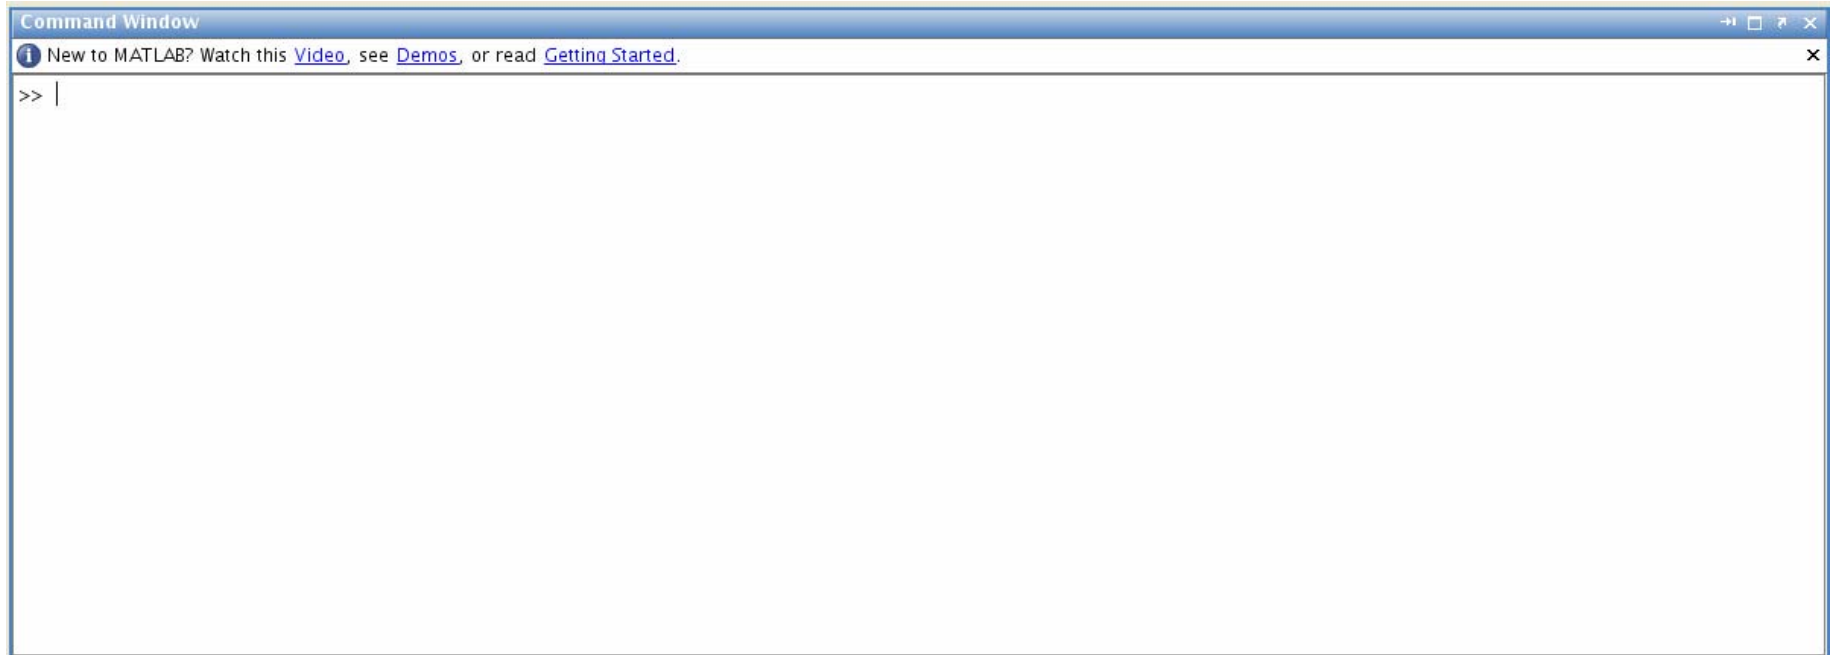 Command Window
New to MATLAB? Watch this Video, see Demos, or read Getting Started.
>>